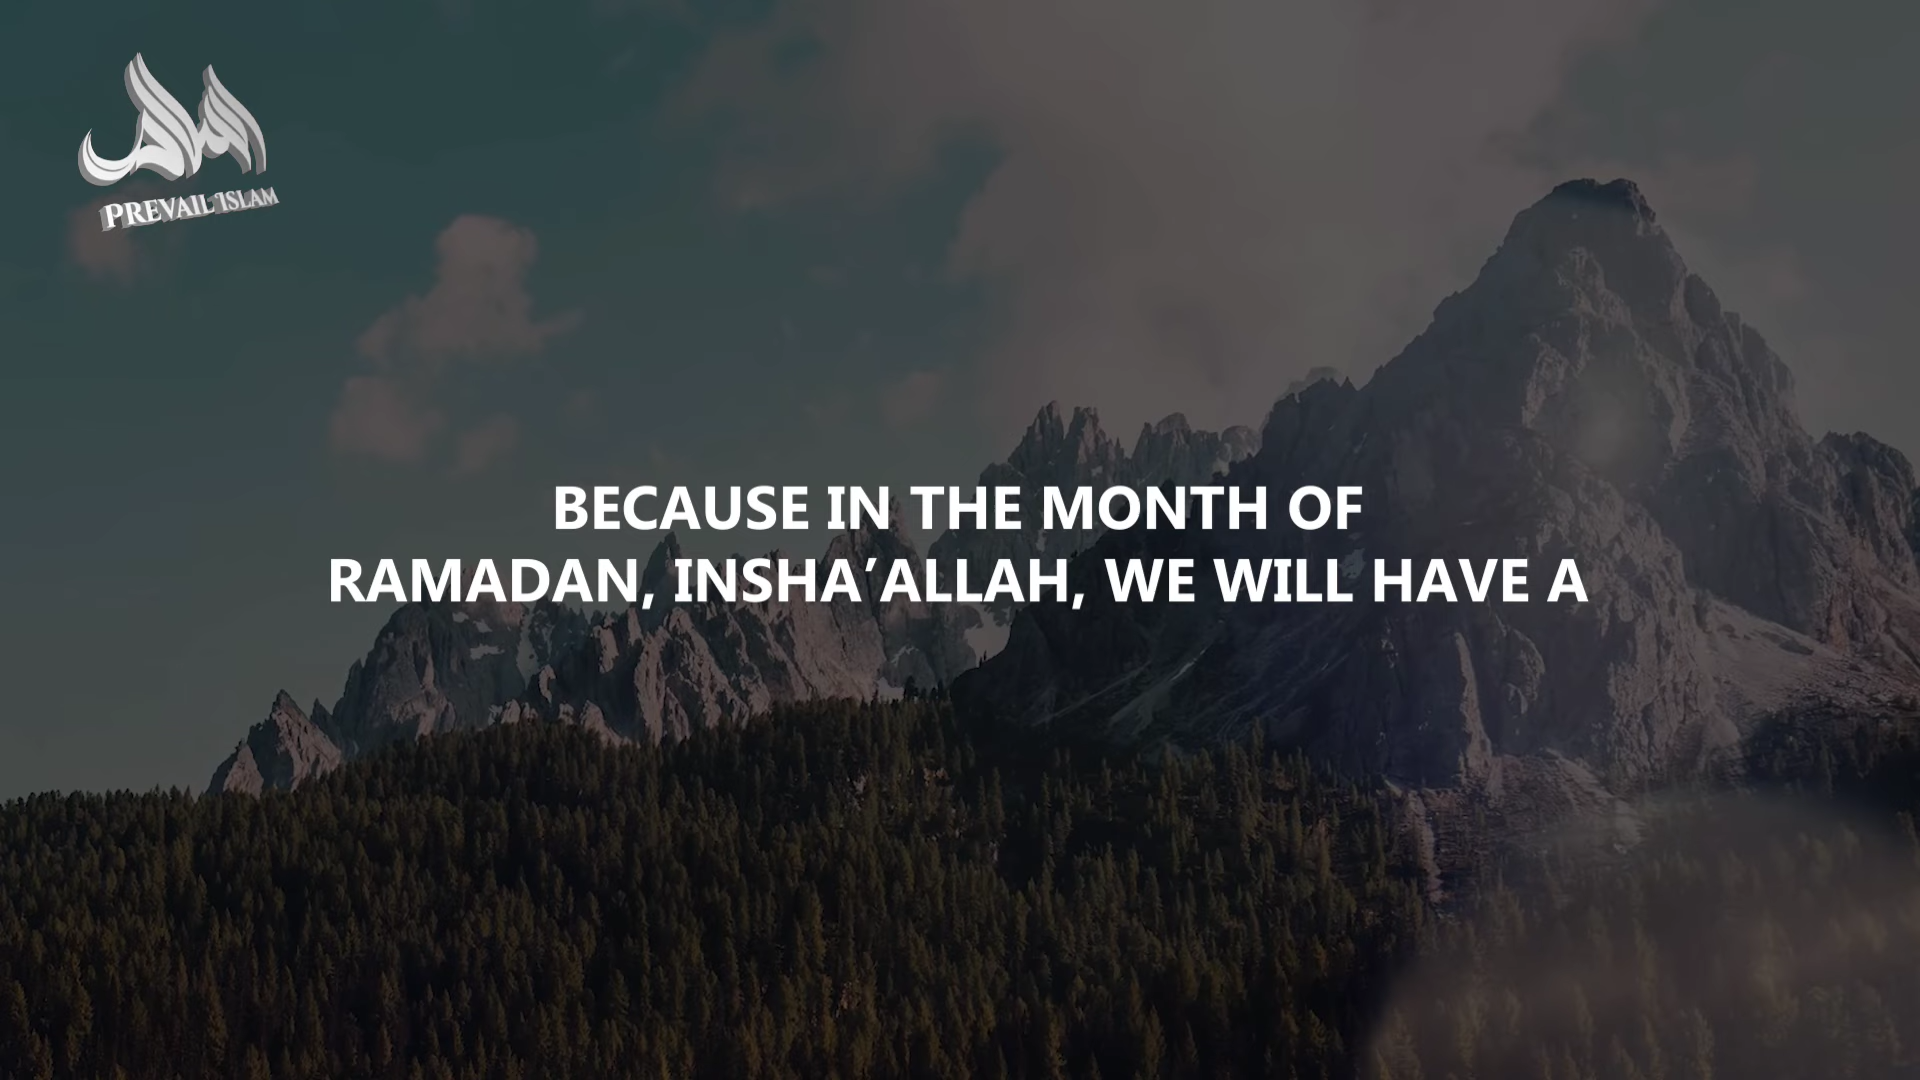 PREVAIL ISLAM
BECAUSE IN THE MONTH OF
RAMADAN, INSHA’ALLAH, WE WILL HAVE A